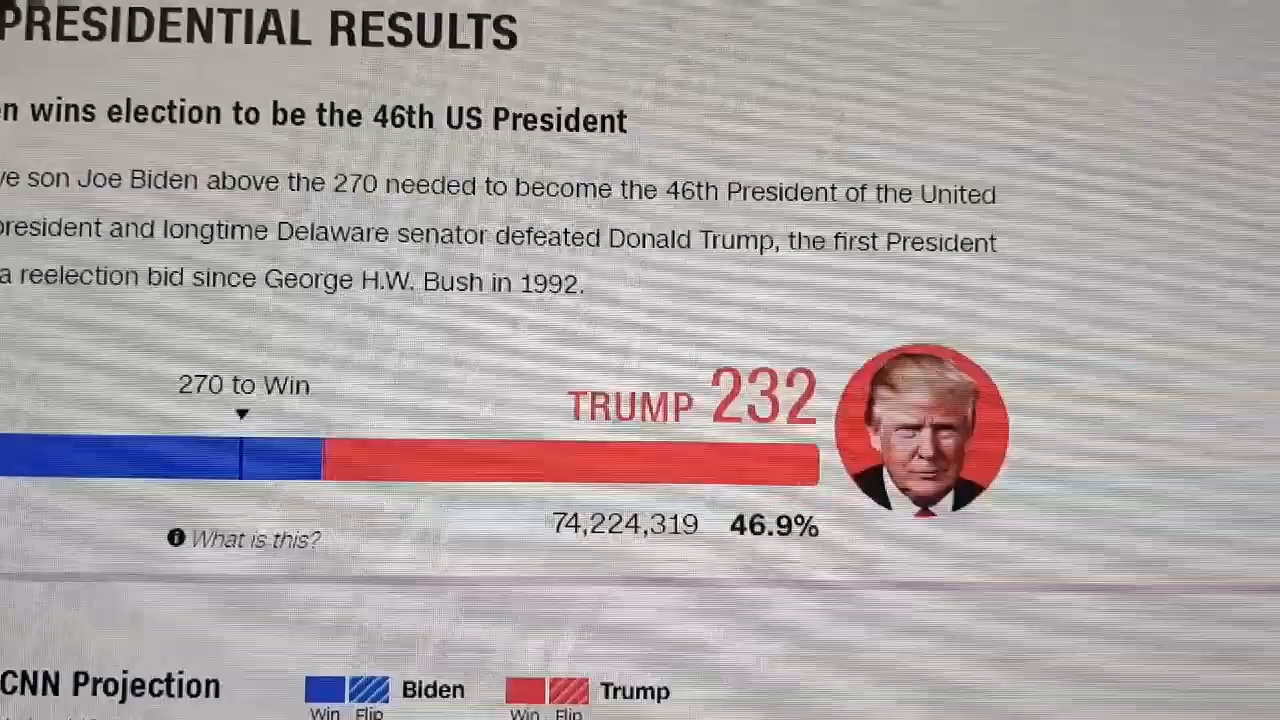 PRESIDENTIAL RESULTS
n wins election to be the 46th US President
ve son Joe Biden above the 270 needed to become the 46th President of the United
president and longtime Delaware senator defeated Donald Trump, the first President
a reelection bid since George H.W. Bush in 1992.
270 to Win
TRUMP 232
74,224,319 46.9%
What is this?
CNN Projection
Biden
Trump
Win Flip
Win Flip